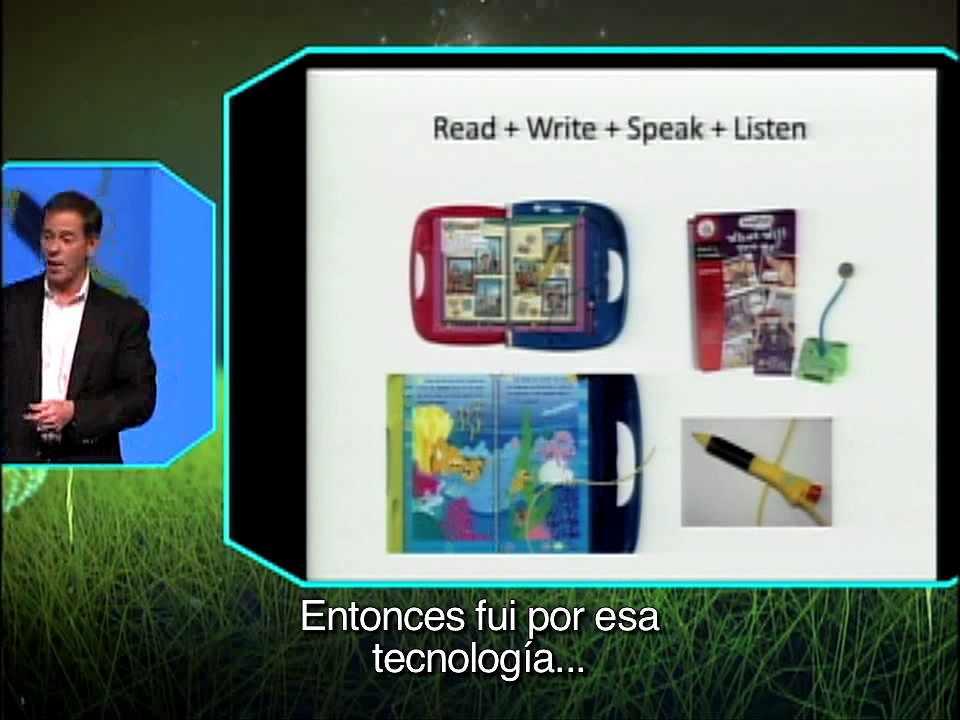 Read + Write + Speak + Listen
Entonces fui por esa
tecnología...